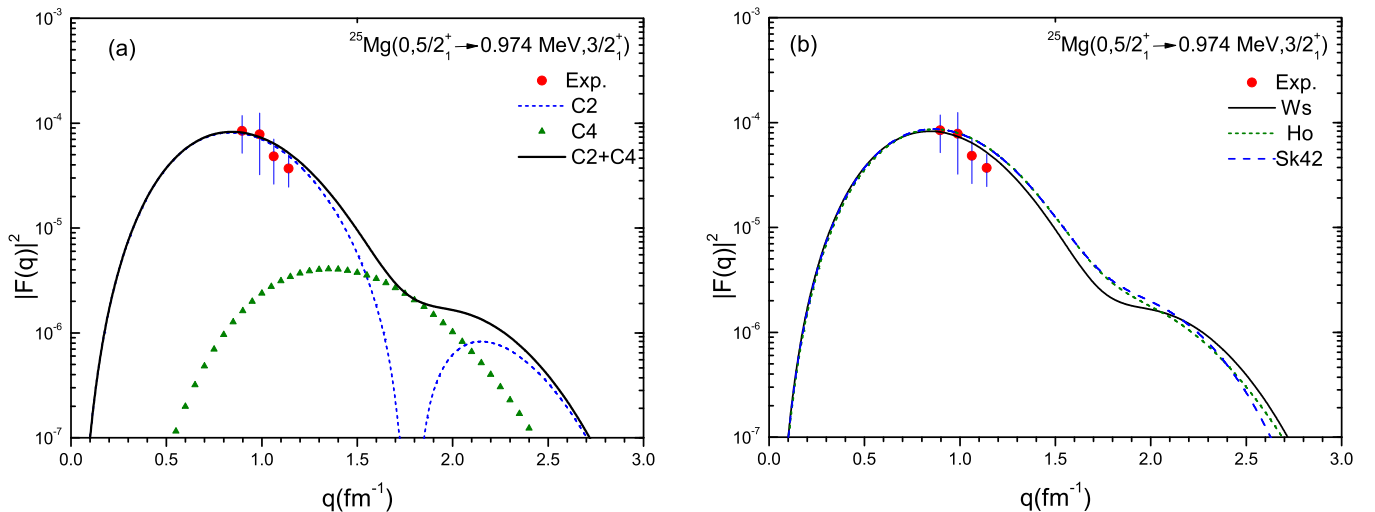 (a)
²⁵Mg(0,5/2₁⁺→0.974 MeV,3/2₁⁺)
Exp.
C2
C4
C2+C4
10⁻³
10⁻⁴
10⁻⁵
10⁻⁶
10⁻⁷
|F(q)|²
0.0 0.5 1.0 1.5 2.0 2.5 3.0
q(fm⁻¹)
(b)
²⁵Mg(0,5/2₁⁺→0.974 MeV,3/2₁⁺)
Exp.
Ws
Ho
Sk42
10⁻³
10⁻⁴
10⁻⁵
10⁻⁶
10⁻⁷
|F(q)|²
0.0 0.5 1.0 1.5 2.0 2.5 3.0
q(fm⁻¹)